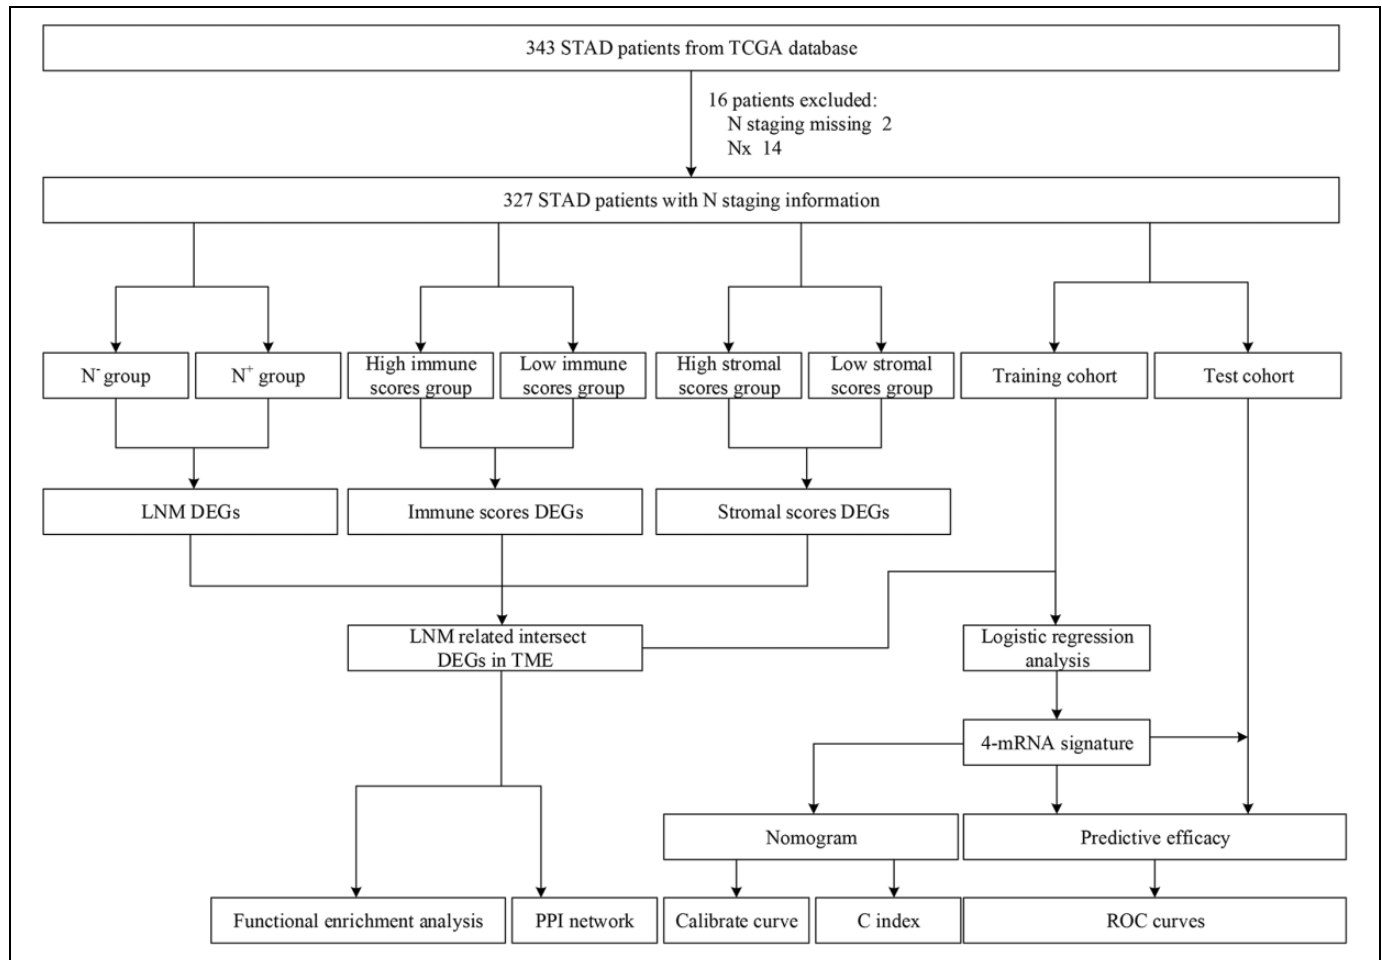 343 STAD patients from TCGA database
16 patients excluded:
N staging missing 2
Nx 14
327 STAD patients with N staging information
N⁻ group
N⁺ group
High immune
scores group
Low immune
scores group
High stromal
scores group
Low stromal
scores group
Training cohort
Test cohort
LNM DEGs
Immune scores DEGs
Stromal scores DEGs
LNM related intersect
DEGs in TME
Logistic regression
analysis
4-mRNA signature
Nomogram
Predictive efficacy
Functional enrichment analysis
PPI network
Calibrate curve
C index
ROC curves